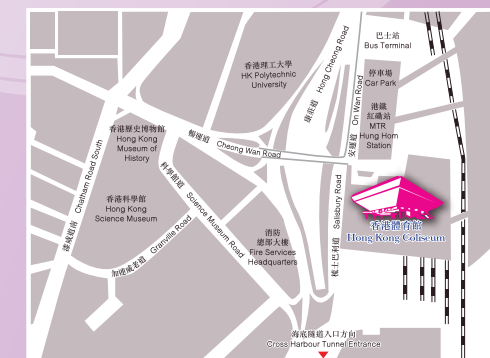 巴士站
Bus Terminal
停車場
Car Park
港鐵
紅磡站
MTR
Hung Hom
Station
香港理工大學
HK Polytechnic
University
康莊道 Hong Cheong Road
安運道 On Wan Road
暢運道 Cheong Wan Road
香港歷史博物館
Hong Kong
Museum of
History
香港科學館
Hong Kong
Science Museum
漆咸道南 Chatham Road South
科學館道 Science Museum Road
加連威老道 Granville Road
消防
總部大樓
Fire Services
Headquarters
梳士巴利道 Salisbury Road
香港體育館
Hong Kong Coliseum
海底隧道入口方向
Cross Harbour Tunnel Entrance